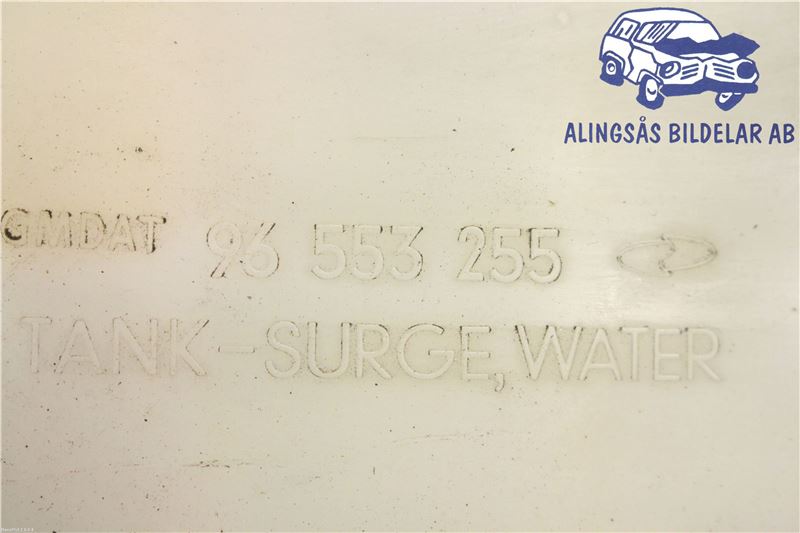 ALINGSÅS BILDELAR AB
GMDAT 96 553 255
TANK-SURGE, WATER